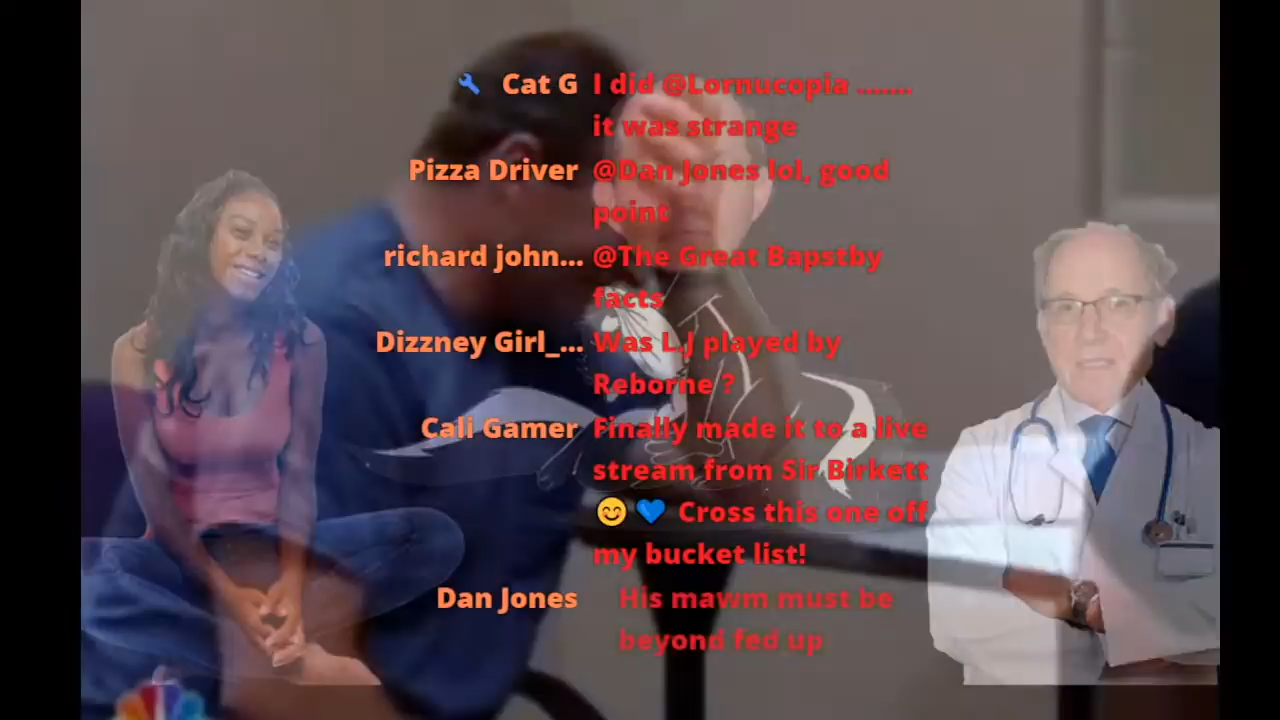 Cat G I did @Lornucopia .......
it was strange
Pizza Driver @Dan Jones lol, good
point
richard john... @The Great Bapstby
facts
Dizzney Girl_... Was L.J played by
Reborne ?
Cali Gamer Finally made it to a live
stream from Sir Birkett
😊💙 Cross this one off
my bucket list!
Dan Jones His mawm must be
beyond fed up